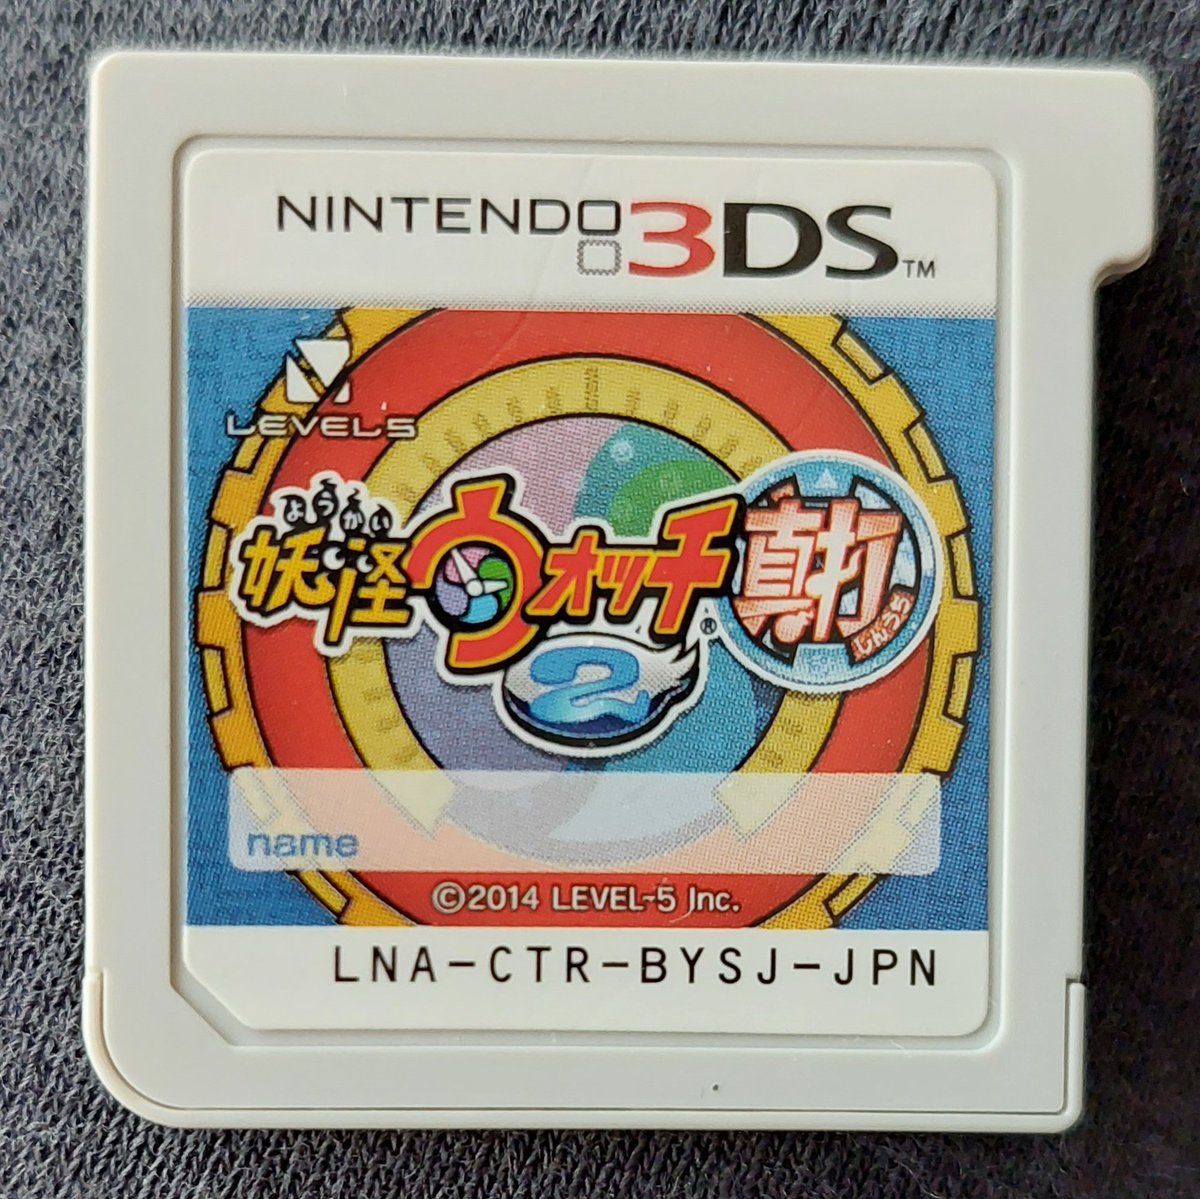 NINTENDO 3DS™
LEVEL5
ようかい
妖怪ウォッチ®
2
真打
しんうち
name
©2014 LEVEL-5 Inc.
LNA-CTR-BYSJ-JPN